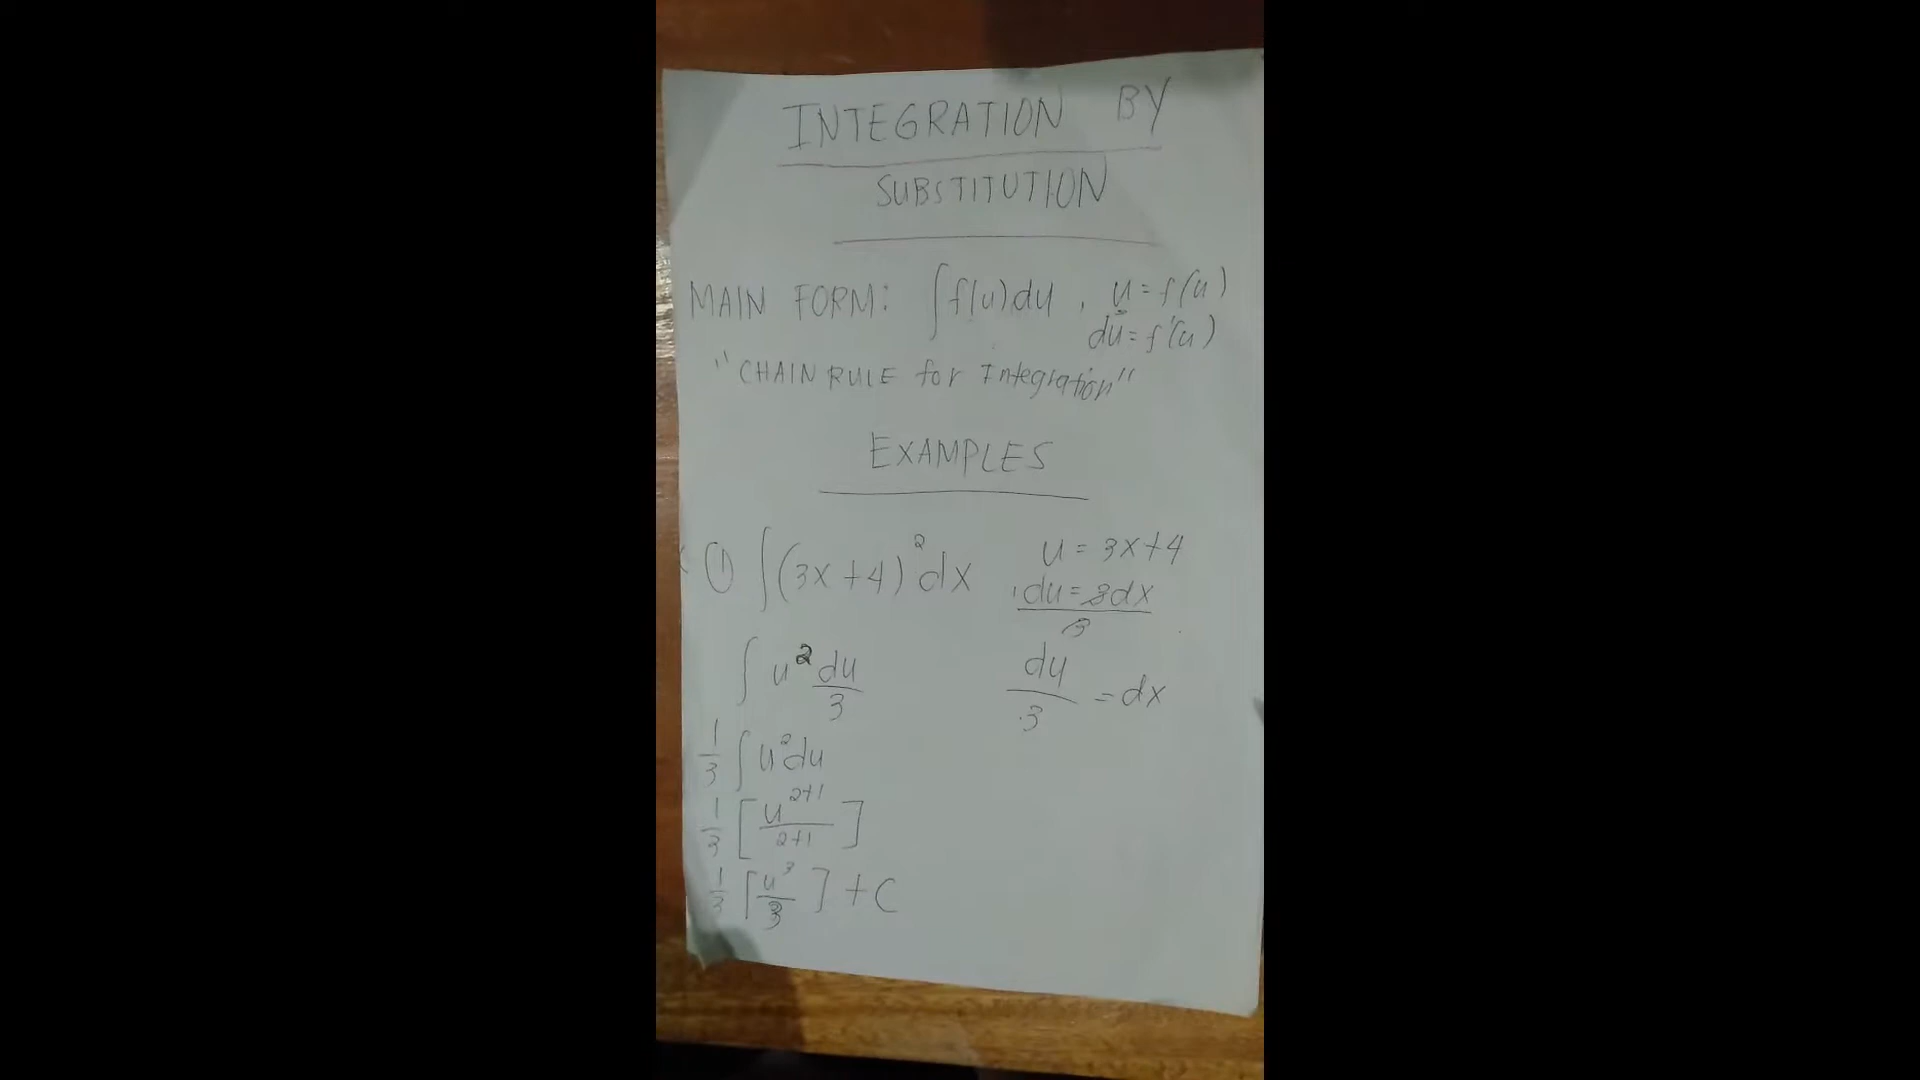 INTEGRATION BY
SUBSTITUTION
MAIN FORM: ∫f(u)du, u = f(u)
du = f'(u)
"CHAIN RULE for Integration"
EXAMPLES
① ∫(3x+4)²dx u = 3x+4
du = 3dx
3
∫ u² du/3 du/3 = dx
1/3 ∫u²du
1/3 [u^(2+1)/(2+1)]
1/3 [u³/3] + C